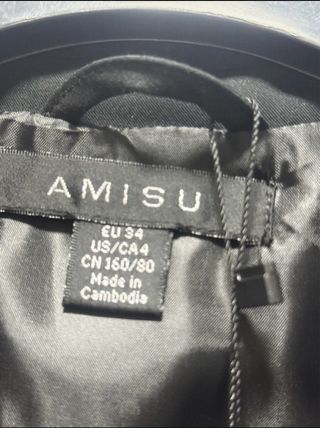 AMISU
EU 34
US/CA 4
CN 160/80
Made in
Cambodia